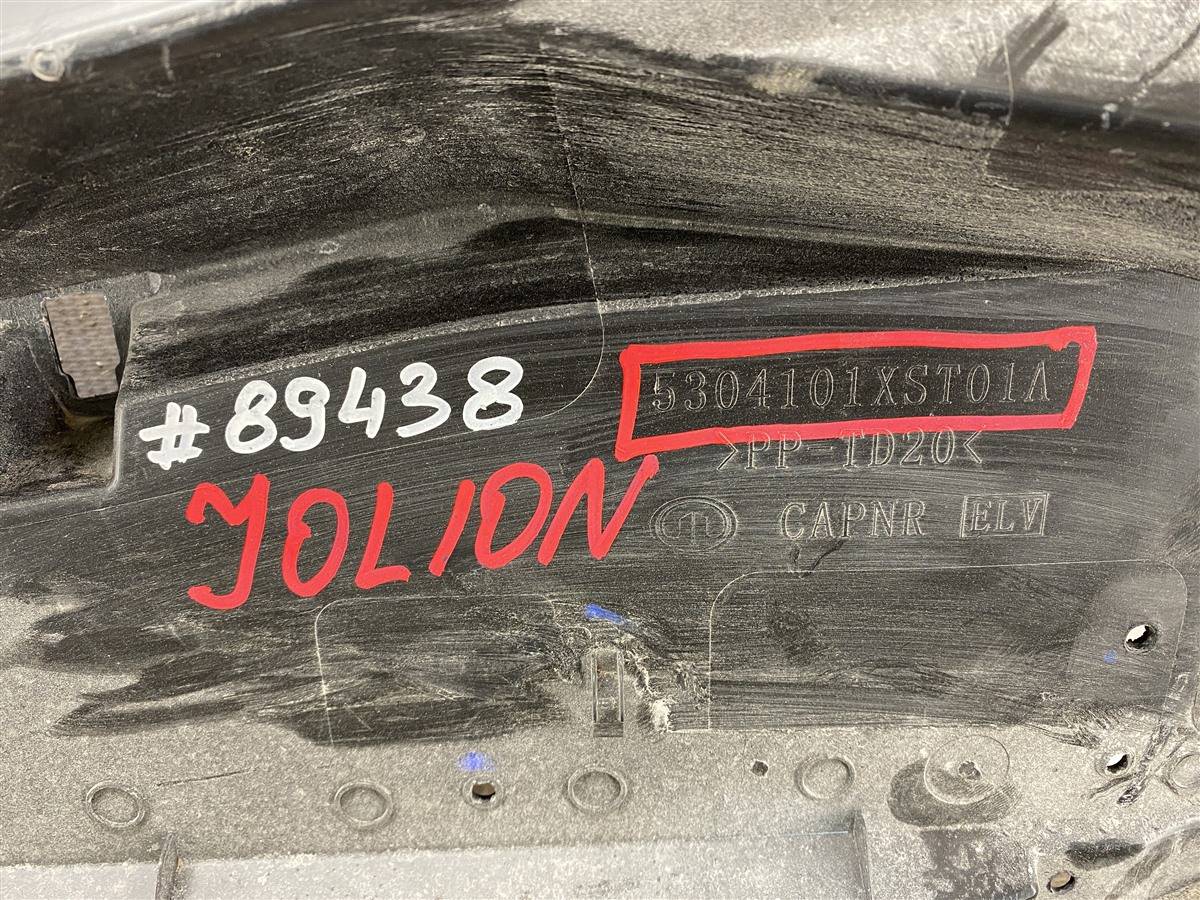 #89438
5304101XST01A
>PP-TD20<
JOLION
CAPNR ELV